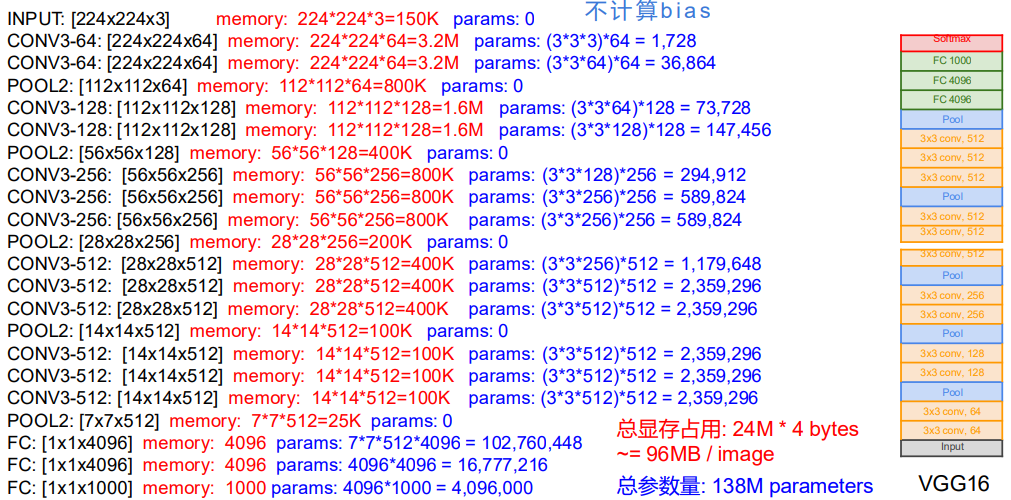 不计算bias
INPUT: [224x224x3] memory: 224*224*3=150K params: 0
CONV3-64: [224x224x64] memory: 224*224*64=3.2M params: (3*3*3)*64 = 1,728
CONV3-64: [224x224x64] memory: 224*224*64=3.2M params: (3*3*64)*64 = 36,864
POOL2: [112x112x64] memory: 112*112*64=800K params: 0
CONV3-128: [112x112x128] memory: 112*112*128=1.6M params: (3*3*64)*128 = 73,728
CONV3-128: [112x112x128] memory: 112*112*128=1.6M params: (3*3*128)*128 = 147,456
POOL2: [56x56x128] memory: 56*56*128=400K params: 0
CONV3-256: [56x56x256] memory: 56*56*256=800K params: (3*3*128)*256 = 294,912
CONV3-256: [56x56x256] memory: 56*56*256=800K params: (3*3*256)*256 = 589,824
CONV3-256: [56x56x256] memory: 56*56*256=800K params: (3*3*256)*256 = 589,824
POOL2: [28x28x256] memory: 28*28*256=200K params: 0
CONV3-512: [28x28x512] memory: 28*28*512=400K params: (3*3*256)*512 = 1,179,648
CONV3-512: [28x28x512] memory: 28*28*512=400K params: (3*3*512)*512 = 2,359,296
CONV3-512: [28x28x512] memory: 28*28*512=400K params: (3*3*512)*512 = 2,359,296
POOL2: [14x14x512] memory: 14*14*512=100K params: 0
CONV3-512: [14x14x512] memory: 14*14*512=100K params: (3*3*512)*512 = 2,359,296
CONV3-512: [14x14x512] memory: 14*14*512=100K params: (3*3*512)*512 = 2,359,296
CONV3-512: [14x14x512] memory: 14*14*512=100K params: (3*3*512)*512 = 2,359,296
POOL2: [7x7x512] memory: 7*7*512=25K params: 0
FC: [1x1x4096] memory: 4096 params: 7*7*512*4096 = 102,760,448
FC: [1x1x4096] memory: 4096 params: 4096*4096 = 16,777,216
FC: [1x1x1000] memory: 1000 params: 4096*1000 = 4,096,000
总显存占用: 24M * 4 bytes
~= 96MB / image
总参数量: 138M parameters
Softmax
FC 1000
FC 4096
FC 4096
Pool
3x3 conv, 512
3x3 conv, 512
3x3 conv, 512
Pool
3x3 conv, 512
3x3 conv, 512
3x3 conv, 512
Pool
3x3 conv, 256
3x3 conv, 256
Pool
3x3 conv, 128
3x3 conv, 128
Pool
3x3 conv, 64
3x3 conv, 64
Input
VGG16